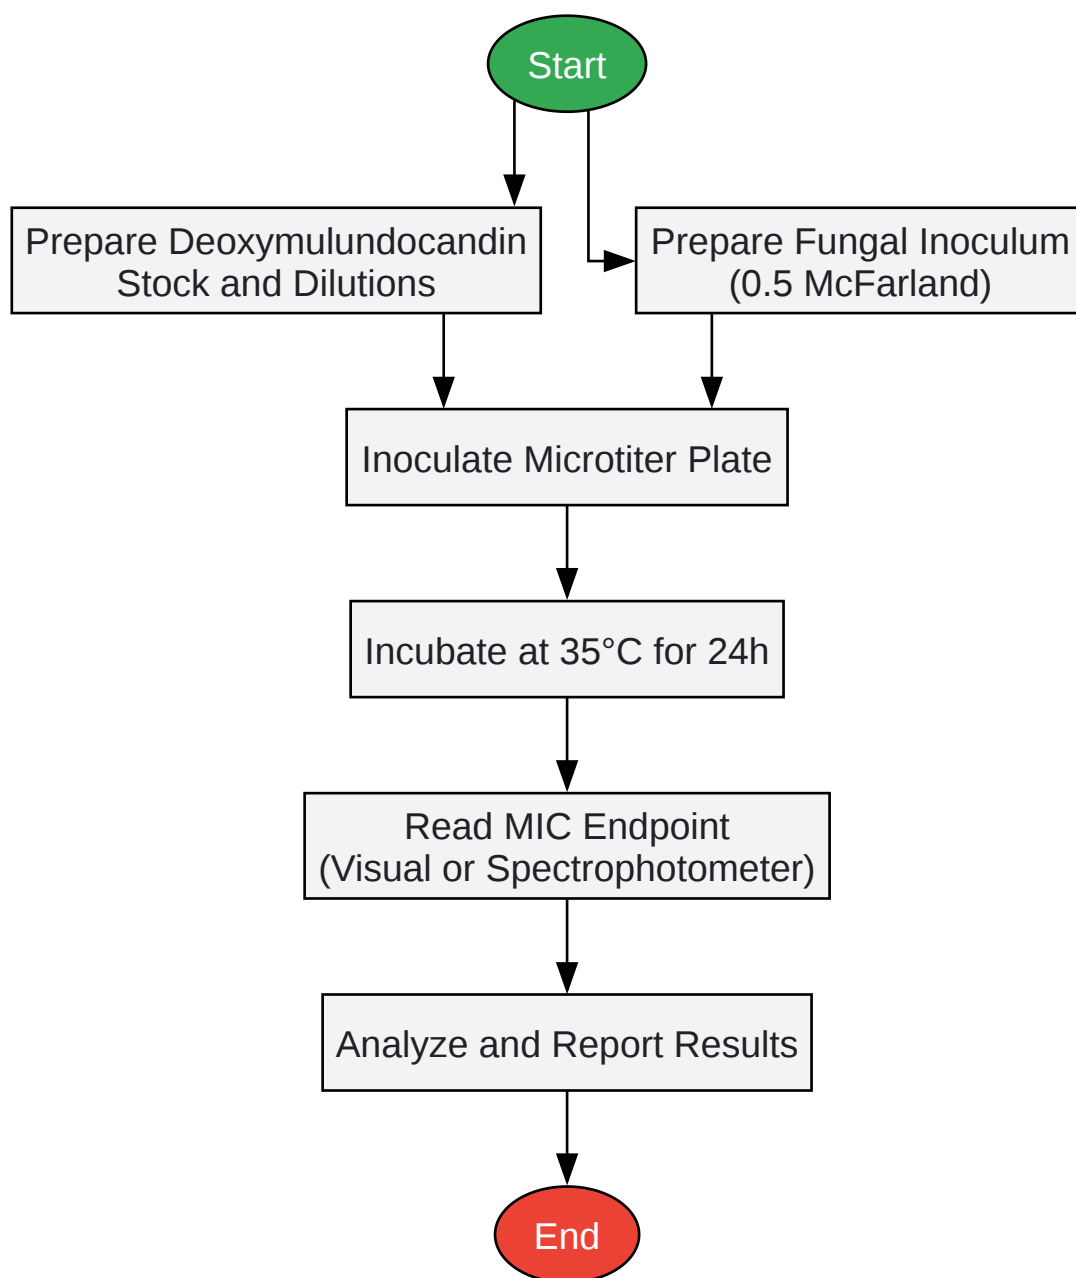 Start
Prepare Deoxymulundocandin
Stock and Dilutions
Prepare Fungal Inoculum
(0.5 McFarland)
Inoculate Microtiter Plate
Incubate at 35°C for 24h
Read MIC Endpoint
(Visual or Spectrophotometer)
Analyze and Report Results
End